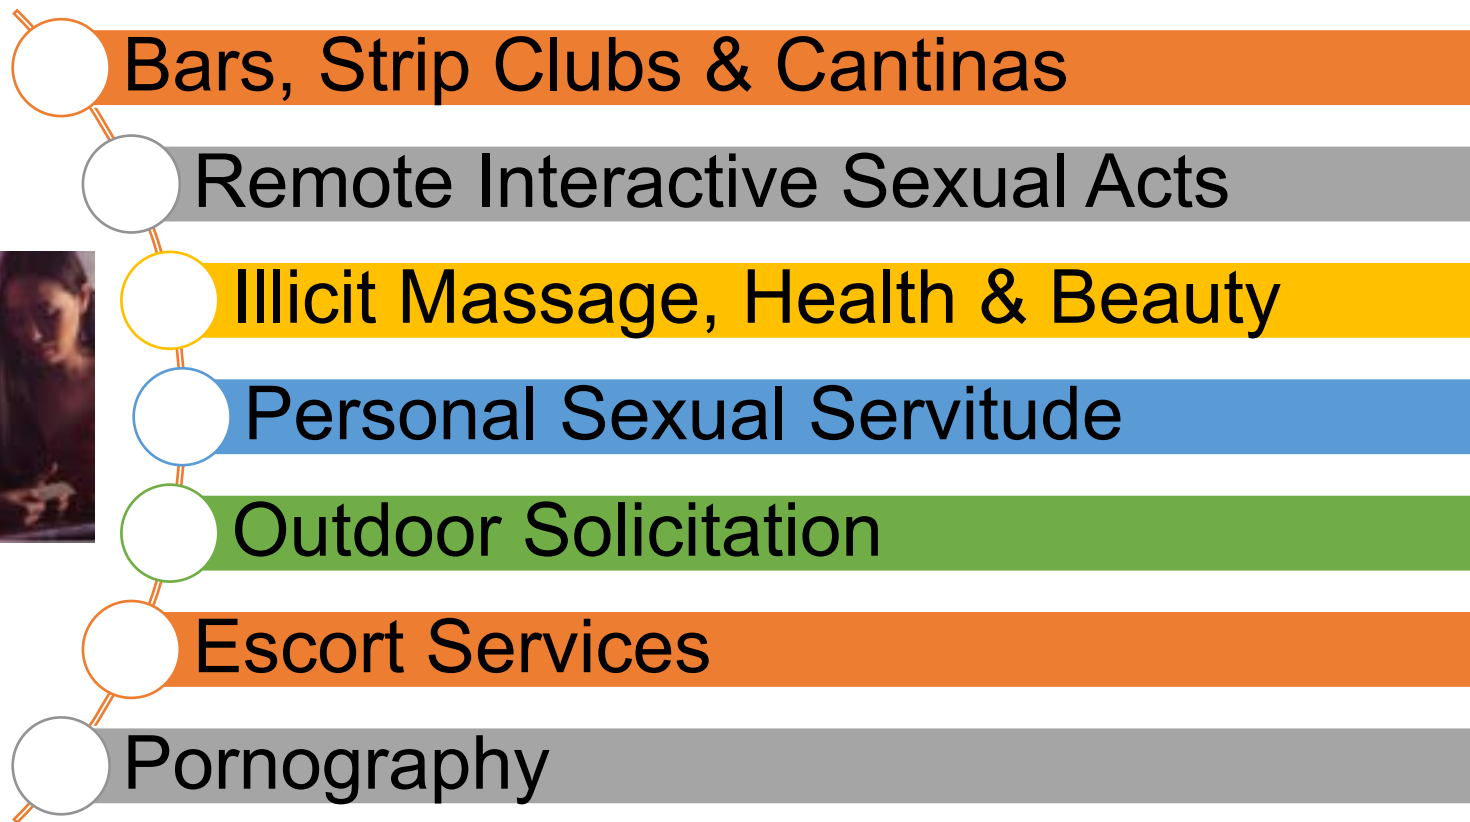 Bars, Strip Clubs & Cantinas
Remote Interactive Sexual Acts
Illicit Massage, Health & Beauty
Personal Sexual Servitude
Outdoor Solicitation
Escort Services
Pornography